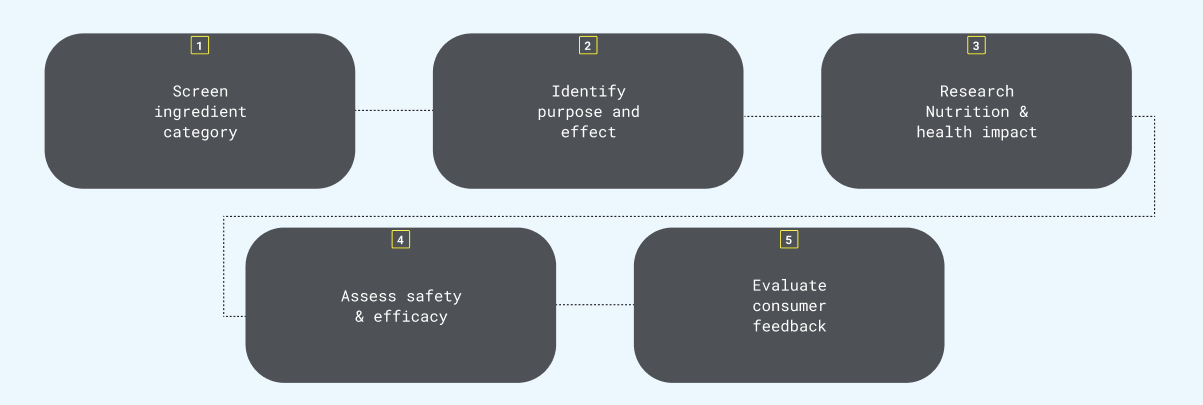 1
Screen
ingredient
category
2
Identify
purpose and
effect
3
Research
Nutrition &
health impact
4
Assess safety
& efficacy
5
Evaluate
consumer
feedback